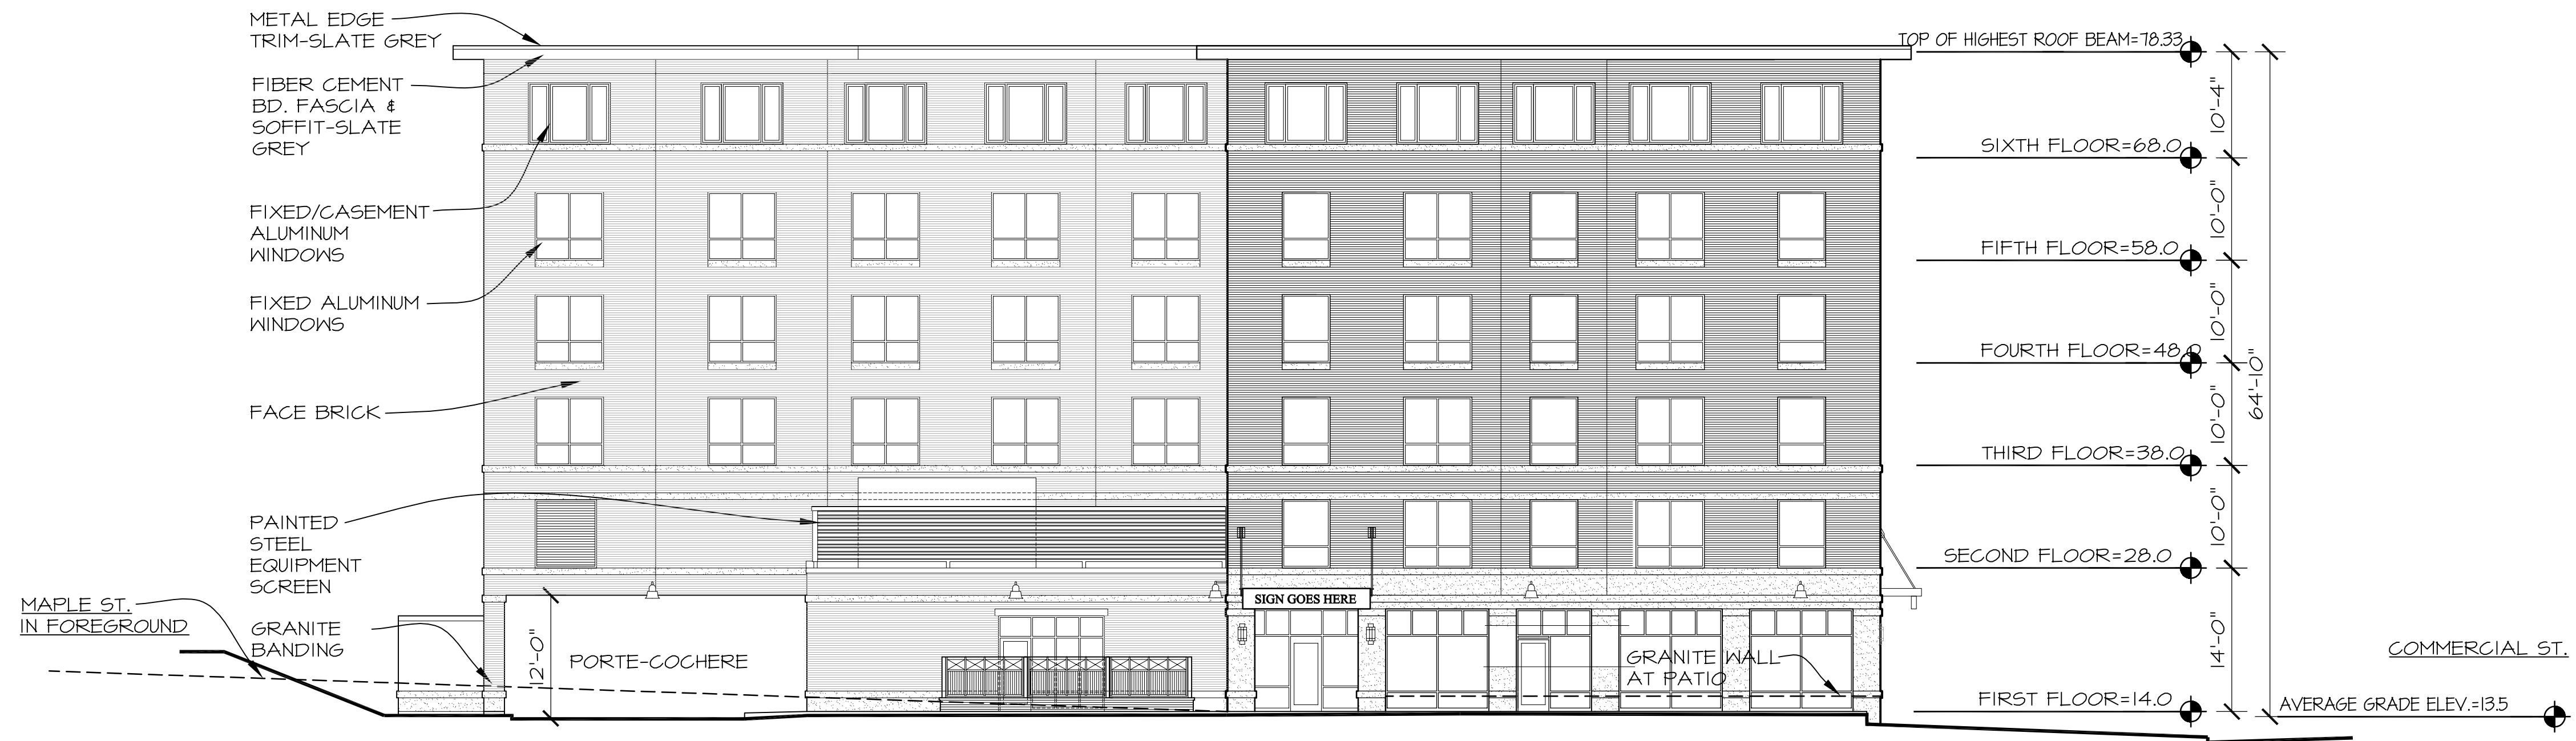 METAL EDGE
TRIM-SLATE GREY
FIBER CEMENT
BD. FASCIA &
SOFFIT-SLATE
GREY
FIXED/CASEMENT
ALUMINUM
WINDOWS
FIXED ALUMINUM
WINDOWS
FACE BRICK
PAINTED
STEEL
EQUIPMENT
SCREEN
MAPLE ST.
IN FOREGROUND
GRANITE
BANDING
12'-0"
PORTE-COCHERE
SIGN GOES HERE
GRANITE WALL
AT PATIO
TOP OF HIGHEST ROOF BEAM=78.33
10'-4"
SIXTH FLOOR=68.0
10'-0"
FIFTH FLOOR=58.0
10'-0"
FOURTH FLOOR=48.0
10'-0"
THIRD FLOOR=38.0
10'-0"
SECOND FLOOR=28.0
14'-0"
FIRST FLOOR=14.0
64'-10"
COMMERCIAL ST.
AVERAGE GRADE ELEV.=13.5